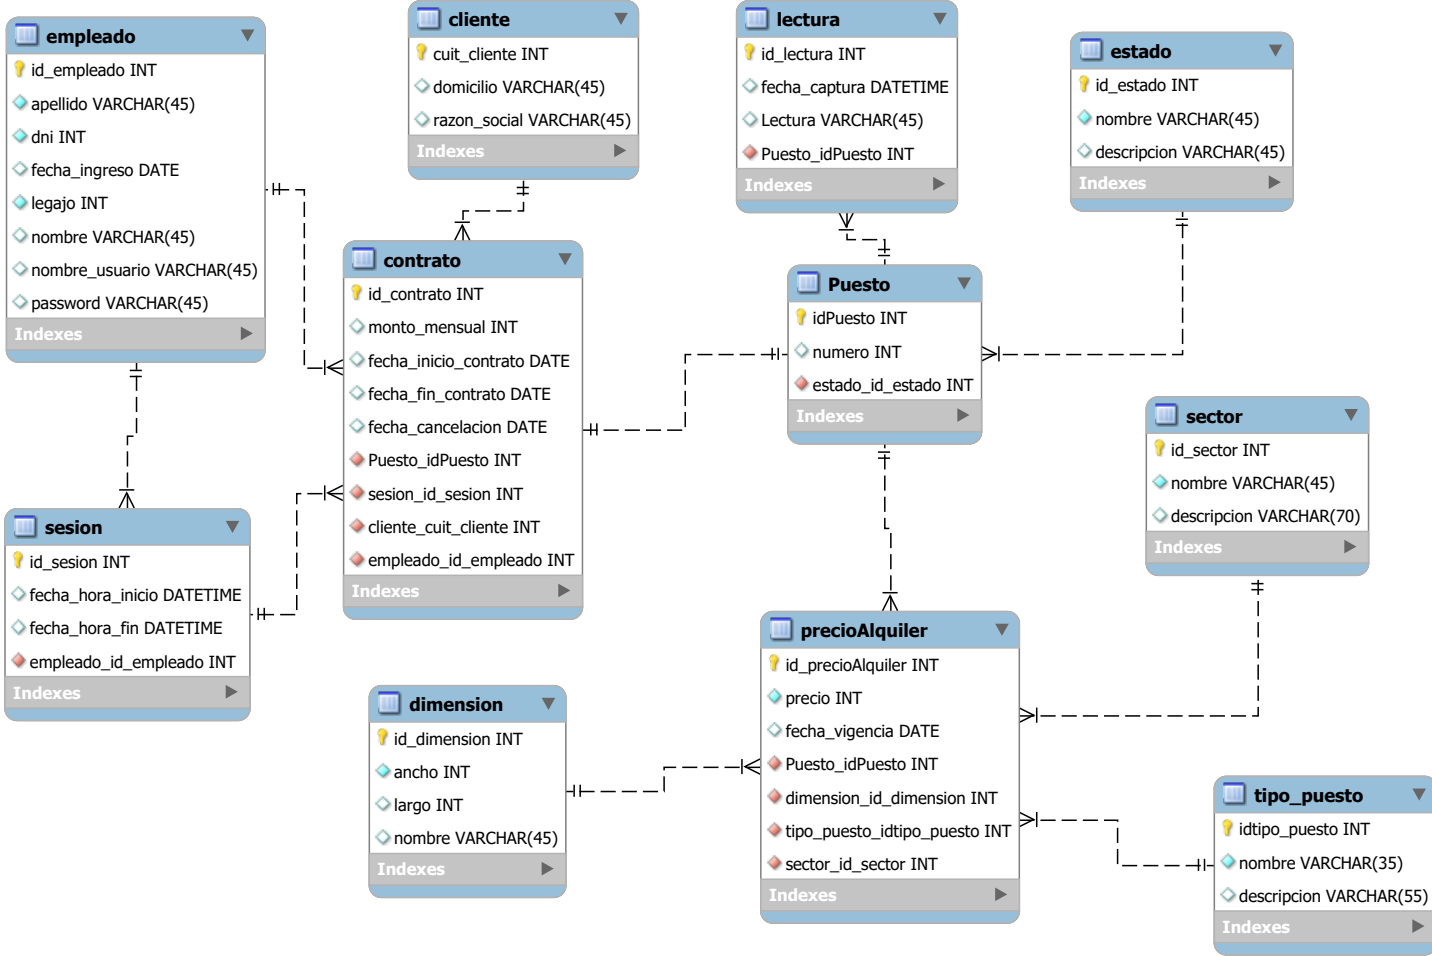 empleado
id_empleado INT
apellido VARCHAR(45)
dni INT
fecha_ingreso DATE
legajo INT
nombre VARCHAR(45)
nombre_usuario VARCHAR(45)
password VARCHAR(45)
Indexes
cliente
cuit_cliente INT
domicilio VARCHAR(45)
razon_social VARCHAR(45)
Indexes
lectura
id_lectura INT
fecha_captura DATETIME
Lectura VARCHAR(45)
Puesto_idPuesto INT
Indexes
estado
id_estado INT
nombre VARCHAR(45)
descripcion VARCHAR(45)
Indexes
contrato
id_contrato INT
monto_mensual INT
fecha_inicio_contrato DATE
fecha_fin_contrato DATE
fecha_cancelacion DATE
Puesto_idPuesto INT
sesion_id_sesion INT
cliente_cuit_cliente INT
empleado_id_empleado INT
Indexes
Puesto
idPuesto INT
numero INT
estado_id_estado INT
Indexes
sector
id_sector INT
nombre VARCHAR(45)
descripcion VARCHAR(70)
Indexes
sesion
id_sesion INT
fecha_hora_inicio DATETIME
fecha_hora_fin DATETIME
empleado_id_empleado INT
Indexes
dimension
id_dimension INT
ancho INT
largo INT
nombre VARCHAR(45)
Indexes
precioAlquiler
id_precioAlquiler INT
precio INT
fecha_vigencia DATE
Puesto_idPuesto INT
dimension_id_dimension INT
tipo_puesto_idtipo_puesto INT
sector_id_sector INT
Indexes
tipo_puesto
idtipo_puesto INT
nombre VARCHAR(35)
descripcion VARCHAR(55)
Indexes